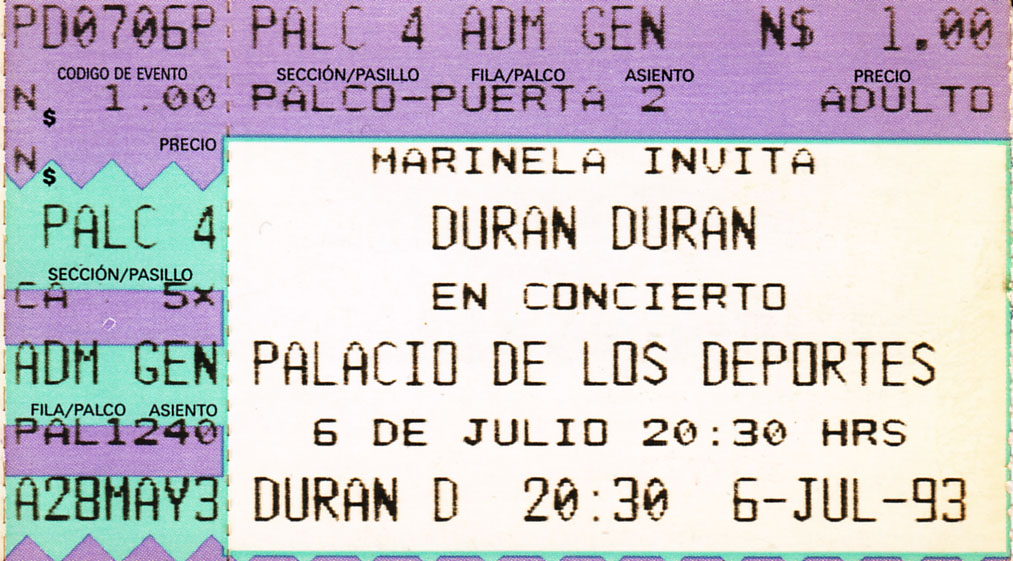 PD0706P PALC 4 ADM GEN N$ 1.00
CODIGO DE EVENTO SECCIÓN/PASILLO FILA/PALCO ASIENTO PRECIO
N$ 1.00 PALCO-PUERTA 2 ADULTO
PRECIO
N$
MARINELA INVITA
PALC 4 DURAN DURAN
SECCIÓN/PASILLO
CA 5x EN CONCIERTO
ADM GEN PALACIO DE LOS DEPORTES
FILA/PALCO ASIENTO
PAL1240 6 DE JULIO 20:30 HRS
A28MAY3 DURAN D 20:30 6-JUL-93